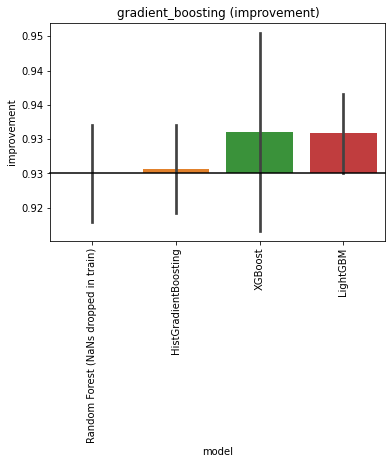 gradient_boosting (improvement)
0.95
0.94
0.94
0.93
0.93
0.92
improvement
Random Forest (NaNs dropped in train)
HistGradientBoosting
XGBoost
LightGBM
model